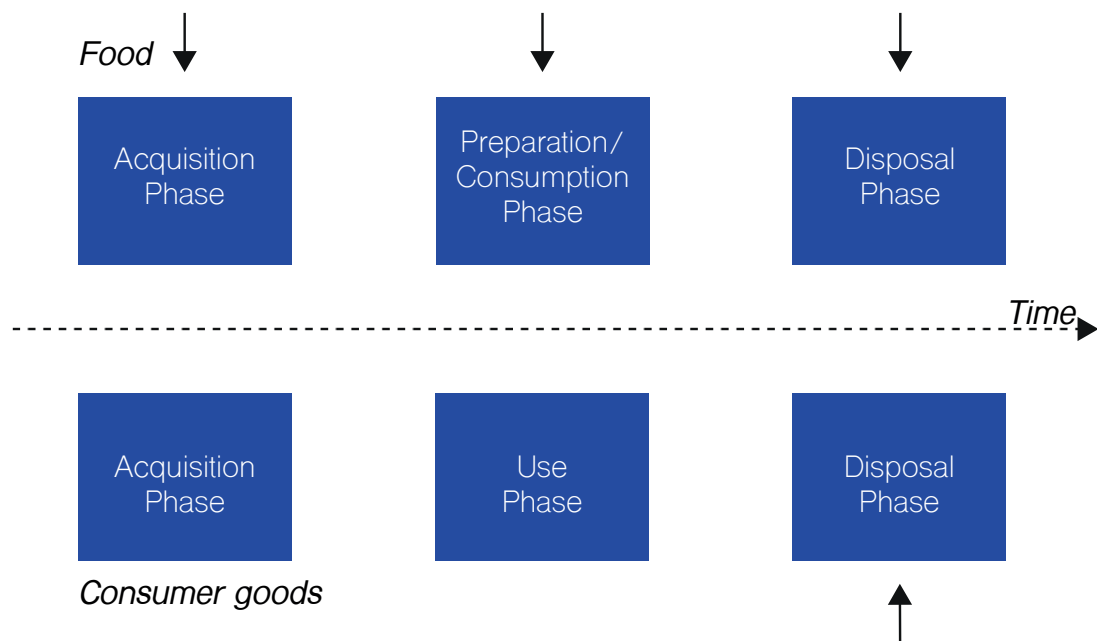 Food
Acquisition
Phase
Preparation/
Consumption
Phase
Disposal
Phase
Time
Acquisition
Phase
Use
Phase
Disposal
Phase
Consumer goods